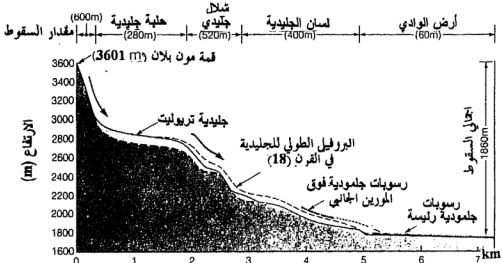 مقدار السقوط
(600m)
حلبة جليدية
(280m)
شلال
جليدي
(520m)
لسان الجليدية
(400m)
أرض الوادي
(60m)
قمة مون بلان (3601 m)
جليدية تريوليت
البروفيل الطولي للجليدية
في القرن (18)
رسوبات جلمودية فوق
المورين الجانبي
رسوبات
جلمودية رئيسة
اجمالي السقوط
1860m
الارتفاع (m)
3600
3400
3200
3000
2800
2600
2400
2200
2000
1800
1600
0
1
2
3
4
5
6
7
km